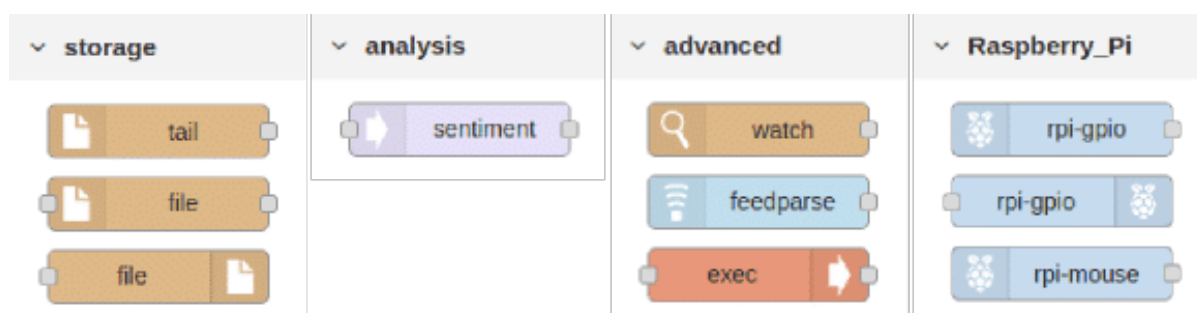 storage
tail
file
file
analysis
sentiment
advanced
watch
feedparse
exec
Raspberry_Pi
rpi-gpio
rpi-gpio
rpi-mouse